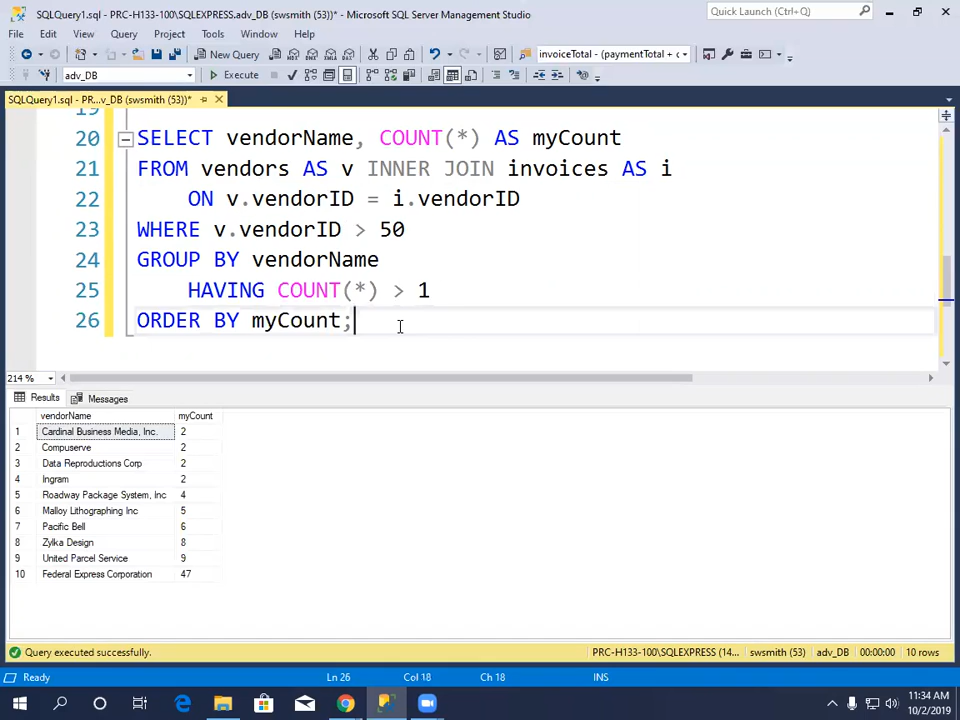 SQLQuery1.sql - PRC-H133-100\SQLEXPRESS.adv_DB (swsmith (53))* - Microsoft SQL Server Management Studio
Quick Launch (Ctrl+Q)
File Edit View Query Project Tools Window Help
New Query
invoiceTotal - (paymentTotal + c
adv_DB
Execute
SQLQuery1.sql - PR...v_DB (swsmith (53))*
19
20 SELECT vendorName, COUNT(*) AS myCount
21 FROM vendors AS v INNER JOIN invoices AS i
22 ON v.vendorID = i.vendorID
23 WHERE v.vendorID > 50
24 GROUP BY vendorName
25 HAVING COUNT(*) > 1
26 ORDER BY myCount;
214 %
Results Messages
vendorName myCount
1 Cardinal Business Media, Inc. 2
2 Compuserve 2
3 Data Reproductions Corp 2
4 Ingram 2
5 Roadway Package System, Inc 4
6 Malloy Lithographing Inc 5
7 Pacific Bell 6
8 Zylka Design 8
9 United Parcel Service 9
10 Federal Express Corporation 47
Query executed successfully. PRC-H133-100\SQLEXPRESS (14... swsmith (53) adv_DB 00:00:00 10 rows
Ready Ln 26 Col 18 Ch 18 INS
11:34 AM
10/2/2019